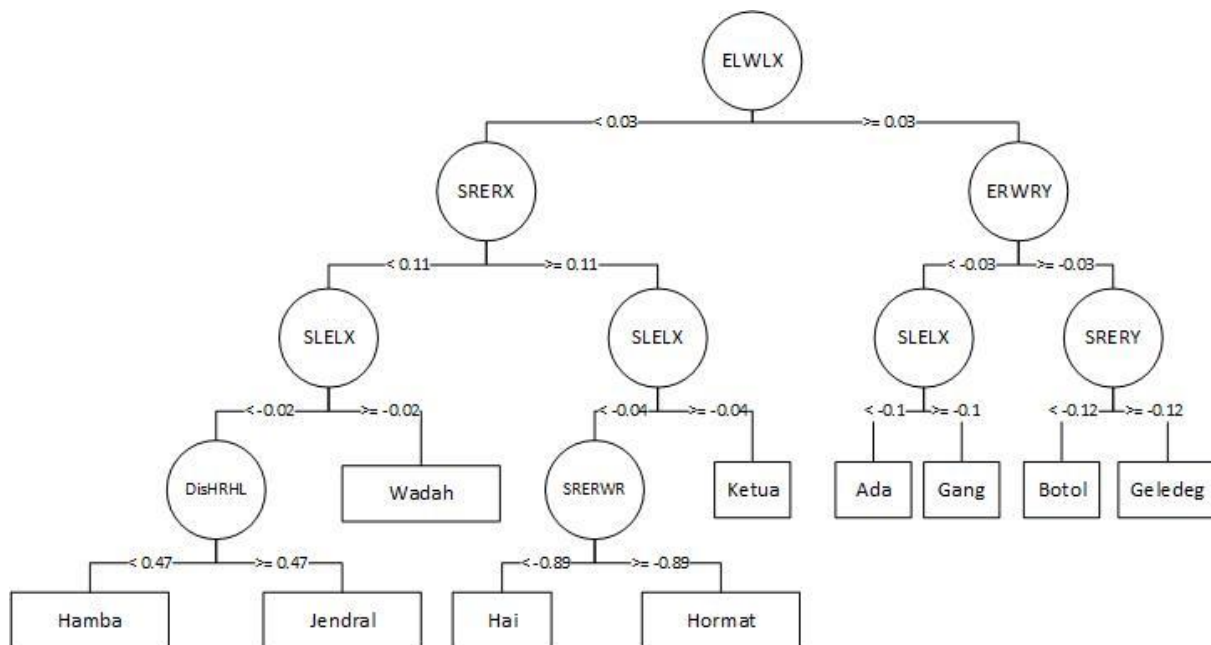 ELWLX
< 0.03 >= 0.03
SRERX ERWRY
< 0.11 >= 0.11 < -0.03 >= -0.03
SLELX SLELX SLELX SRERY
< -0.02 >= -0.02 < -0.04 >= -0.04 < -0.1 >= -0.1 < -0.12 >= -0.12
DisHRHL Wadah SRERWR Ketua Ada Gang Botol Geledeg
< 0.47 >= 0.47 < -0.89 >= -0.89
Hamba Jendral Hai Hormat